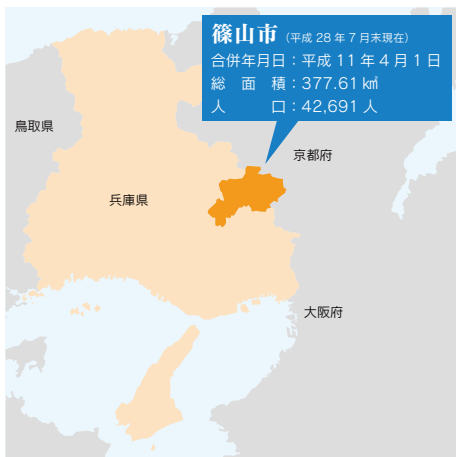 篠山市（平成 28 年 7 月末現在）
合併年月日：平成 11 年 4 月 1 日
総　面　積：377.61 ㎢
人　　　口：42,691 人
鳥取県
京都府
兵庫県
大阪府